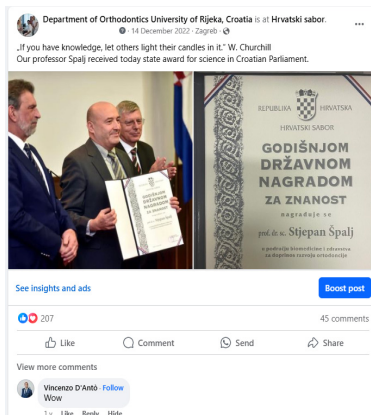 Department of Orthodontics University of Rijeka, Croatia is at Hrvatski sabor.
14 December 2022 · Zagreb ·
„If you have knowledge, let others light their candles in it.” W. Churchill
Our professor Spalj received today state award for science in Croatian Parliament.
REPUBLIKA HRVATSKA
HRVATSKI SABOR
GODIŠNJOM
DRŽAVNOM
NAGRADOM
ZA ZNANOST
nagrađuje se
prof. dr. sc. Stjepan Špalj
u području biomedicine i zdravstva
za doprinos razvoju ortodoncije
See insights and ads
Boost post
207
45 comments
Like Comment Send Share
View more comments
Vincenzo D'Antò · Follow
Wow
1 y Like Reply Hide